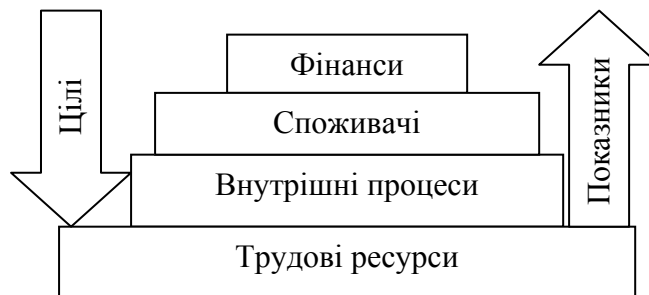 Цілі
Фінанси
Споживачі
Внутрішні процеси
Трудові ресурси
Показники